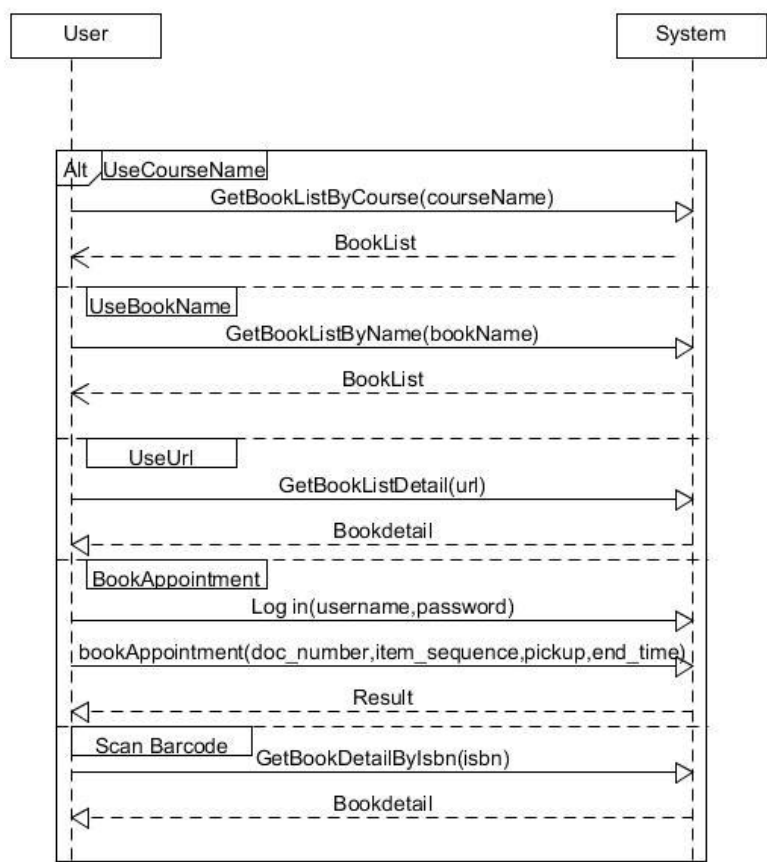 User
System
Alt
UseCourseName
GetBookListByCourse(courseName)
BookList
UseBookName
GetBookListByName(bookName)
BookList
UseUrl
GetBookListDetail(url)
Bookdetail
BookAppointment
Log in(username,password)
bookAppointment(doc_number,item_sequence,pickup,end_time)
Result
Scan Barcode
GetBookDetailByIsbn(isbn)
Bookdetail